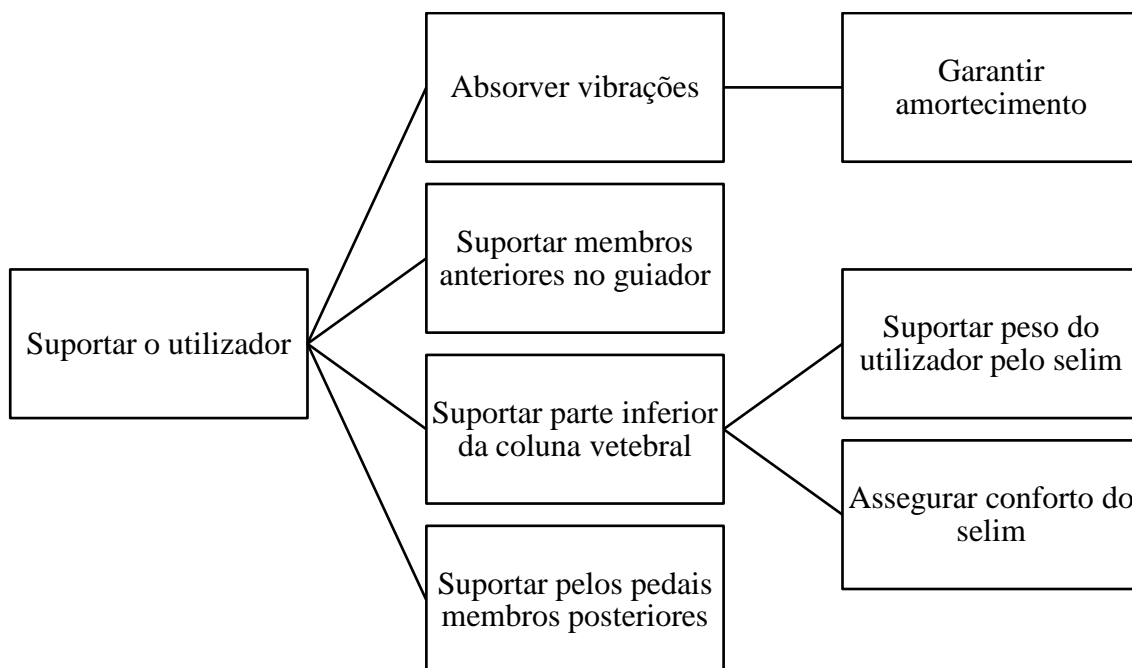 Suportar o utilizador
Absorver vibrações
Garantir
amortecimento
Suportar membros
anteriores no guiador
Suportar parte inferior
da coluna vetebral
Suportar peso do
utilizador pelo selim
Assegurar conforto do
selim
Suportar pelos pedais
membros posteriores